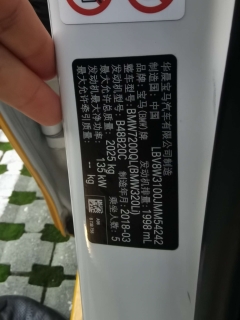 华晨宝马汽车有限公司制造
制造国：中国 LBV8W3100JMM54242
品牌：宝马(BMW)牌
整车型号：BMW7200QL(BMW320Li)
发动机型号：B48B20C 发动机排量：1998 mL
发动机最大净功率：135 kW 制造年月：2018-03
最大允许总质量：2025 kg 乘坐人数：5
最大允许牵引质量：-- kg